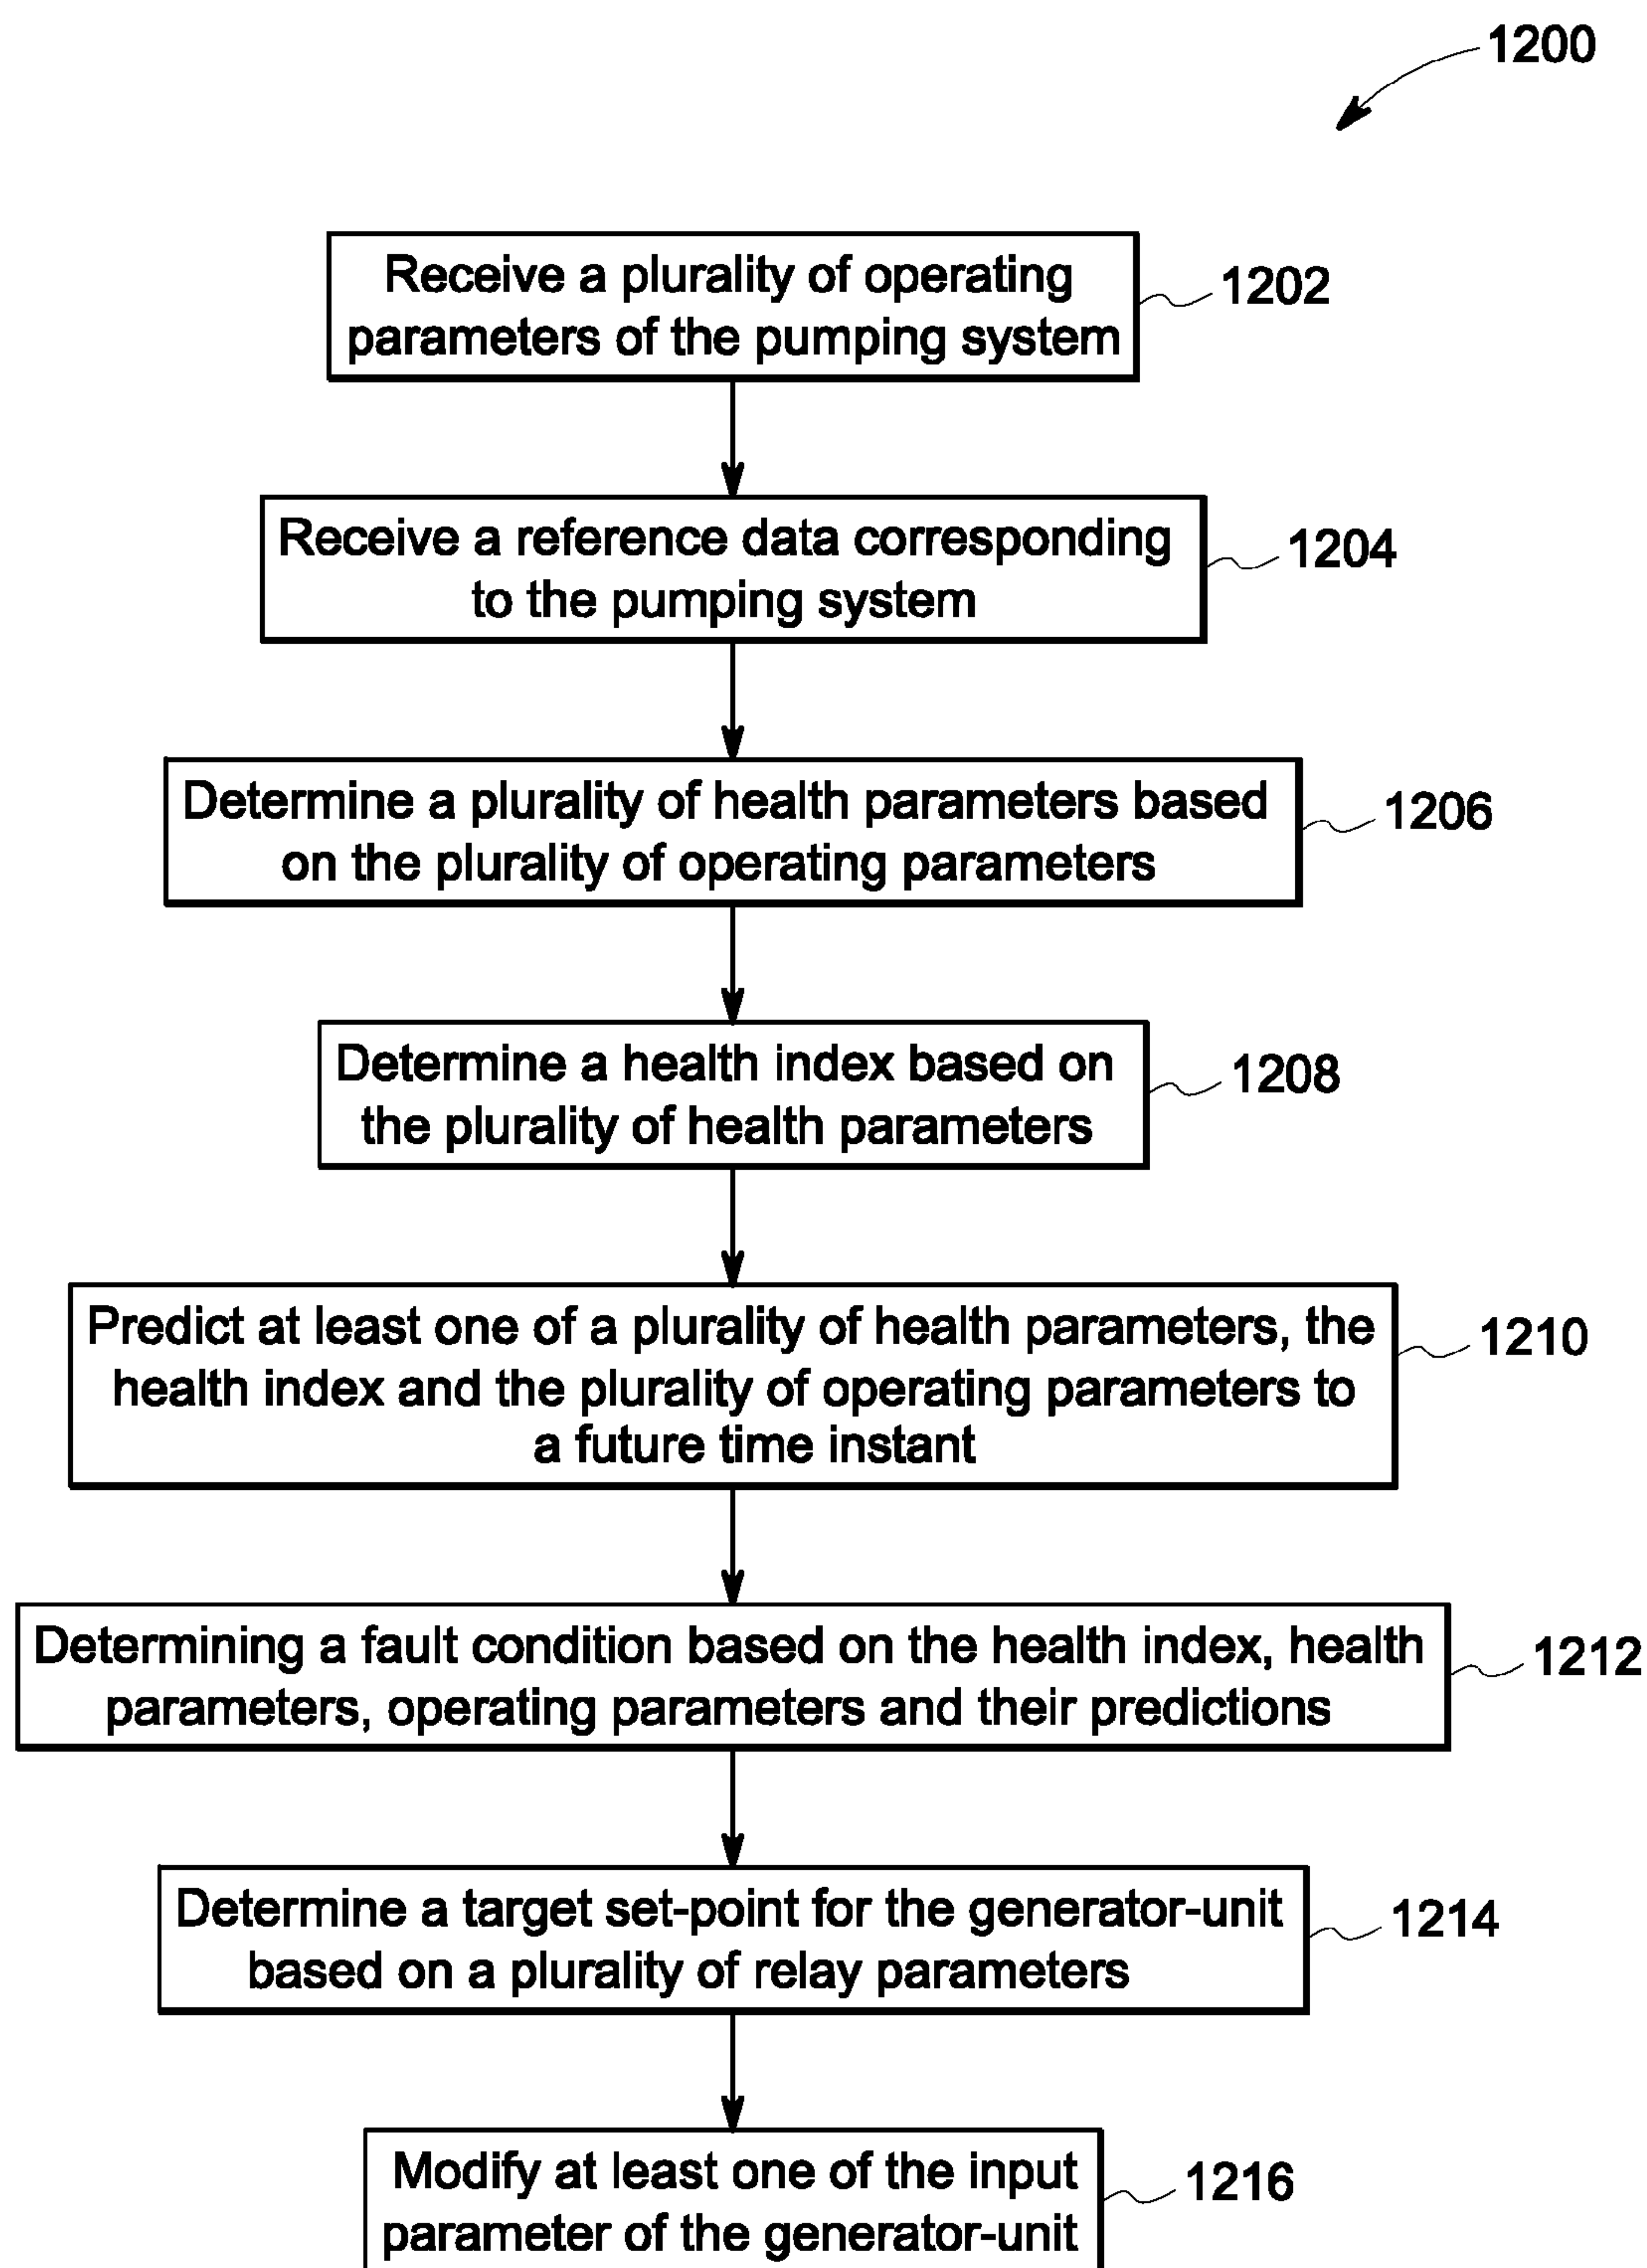 1200
Receive a plurality of operating
parameters of the pumping system
1202
Receive a reference data corresponding
to the pumping system
1204
Determine a plurality of health parameters based
on the plurality of operating parameters
1206
Determine a health index based on
the plurality of health parameters
1208
Predict at least one of a plurality of health parameters, the
health index and the plurality of operating parameters to
a future time instant
1210
Determining a fault condition based on the health index, health
parameters, operating parameters and their predictions
1212
Determine a target set-point for the generator-unit
based on a plurality of relay parameters
1214
Modify at least one of the input
parameter of the generator-unit
1216